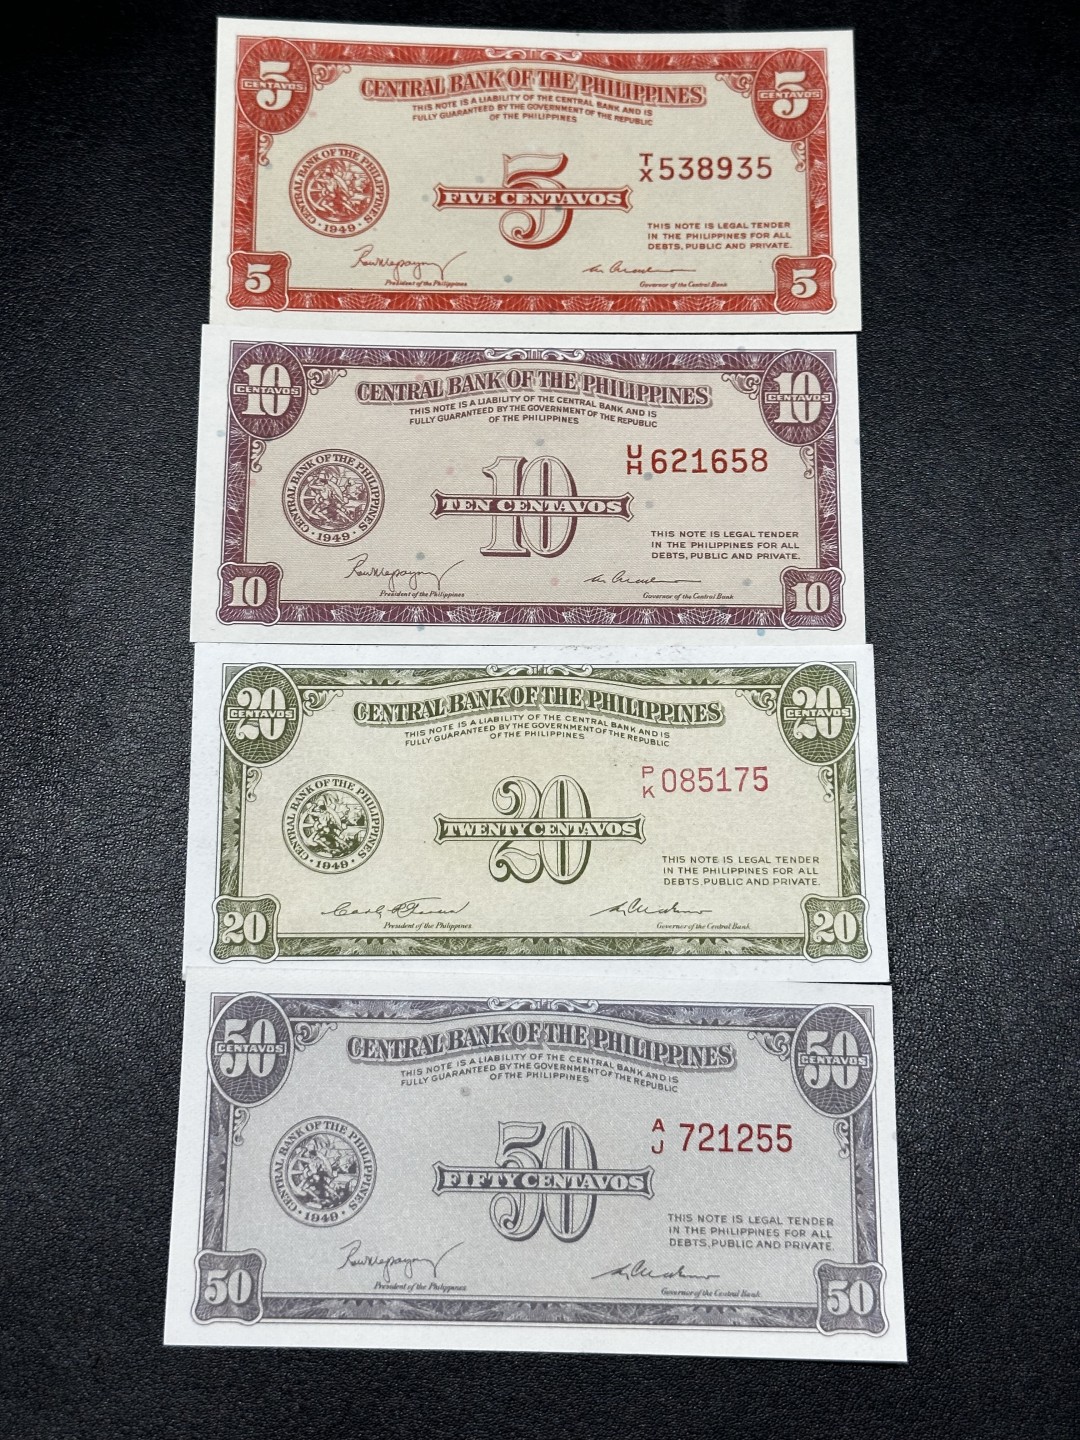 5
CENTAVOS
CENTRAL BANK OF THE PHILIPPINES
5
CENTAVOS
THIS NOTE IS A LIABILITY OF THE CENTRAL BANK AND IS
FULLY GUARANTEED BY THE GOVERNMENT OF THE REPUBLIC
OF THE PHILIPPINES
T
X 538935
CENTRAL BANK OF THE PHILIPPINES
· 1949 ·
5
FIVE CENTAVOS
THIS NOTE IS LEGAL TENDER
IN THE PHILIPPINES FOR ALL
DEBTS, PUBLIC AND PRIVATE.
President of the Philippines
Governor of the Central Bank
5
5
10
CENTAVOS
CENTRAL BANK OF THE PHILIPPINES
10
CENTAVOS
THIS NOTE IS A LIABILITY OF THE CENTRAL BANK AND IS
FULLY GUARANTEED BY THE GOVERNMENT OF THE REPUBLIC
OF THE PHILIPPINES
U
H 621658
CENTRAL BANK OF THE PHILIPPINES
· 1949 ·
10
TEN CENTAVOS
THIS NOTE IS LEGAL TENDER
IN THE PHILIPPINES FOR ALL
DEBTS, PUBLIC AND PRIVATE.
President of the Philippines
Governor of the Central Bank
10
10
20
CENTAVOS
CENTRAL BANK OF THE PHILIPPINES
20
CENTAVOS
THIS NOTE IS A LIABILITY OF THE CENTRAL BANK AND IS
FULLY GUARANTEED BY THE GOVERNMENT OF THE REPUBLIC
OF THE PHILIPPINES
P
K 085175
CENTRAL BANK OF THE PHILIPPINES
· 1949 ·
20
TWENTY CENTAVOS
THIS NOTE IS LEGAL TENDER
IN THE PHILIPPINES FOR ALL
DEBTS, PUBLIC AND PRIVATE.
President of the Philippines
Governor of the Central Bank
20
20
50
CENTAVOS
CENTRAL BANK OF THE PHILIPPINES
50
CENTAVOS
THIS NOTE IS A LIABILITY OF THE CENTRAL BANK AND IS
FULLY GUARANTEED BY THE GOVERNMENT OF THE REPUBLIC
OF THE PHILIPPINES
A
J 721255
CENTRAL BANK OF THE PHILIPPINES
· 1949 ·
50
FIFTY CENTAVOS
THIS NOTE IS LEGAL TENDER
IN THE PHILIPPINES FOR ALL
DEBTS, PUBLIC AND PRIVATE.
President of the Philippines
Governor of the Central Bank
50
50